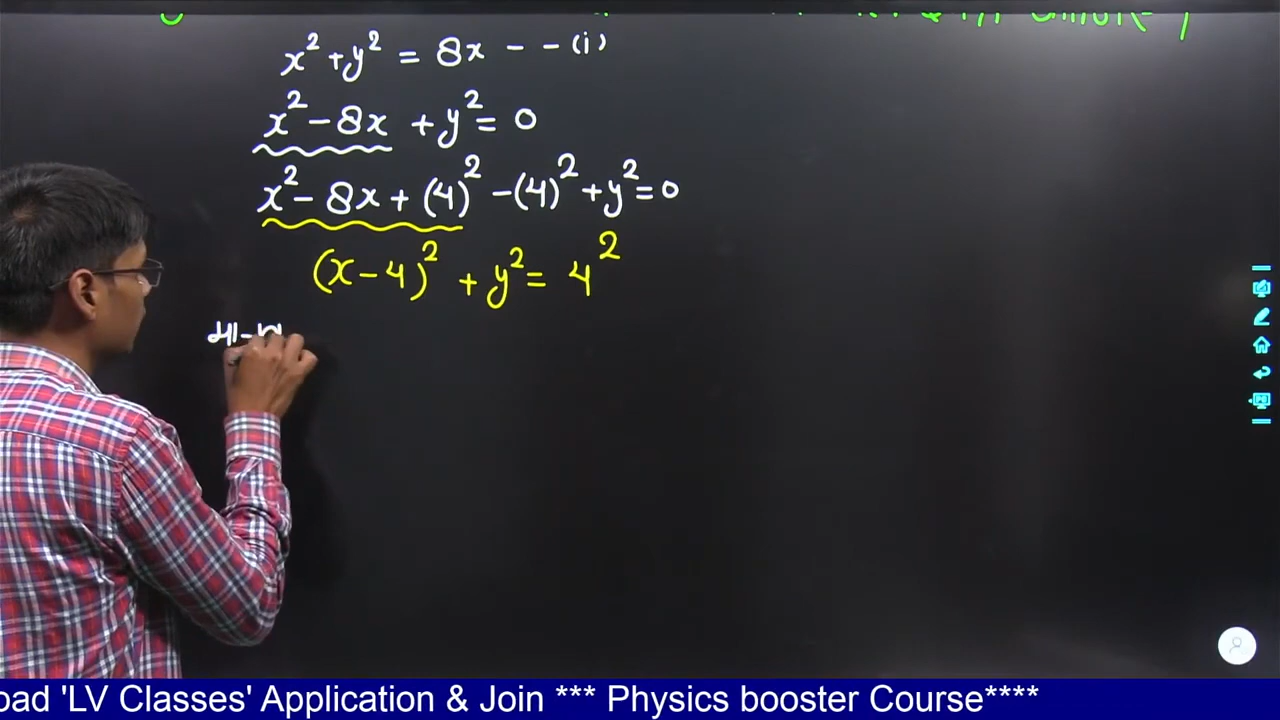 x² + y² = 8x - - (i)
x² - 8x + y² = 0
x² - 8x + (4)² - (4)² + y² = 0
(x - 4)² + y² = 4²
oad 'LV Classes' Application & Join *** Physics booster Course****